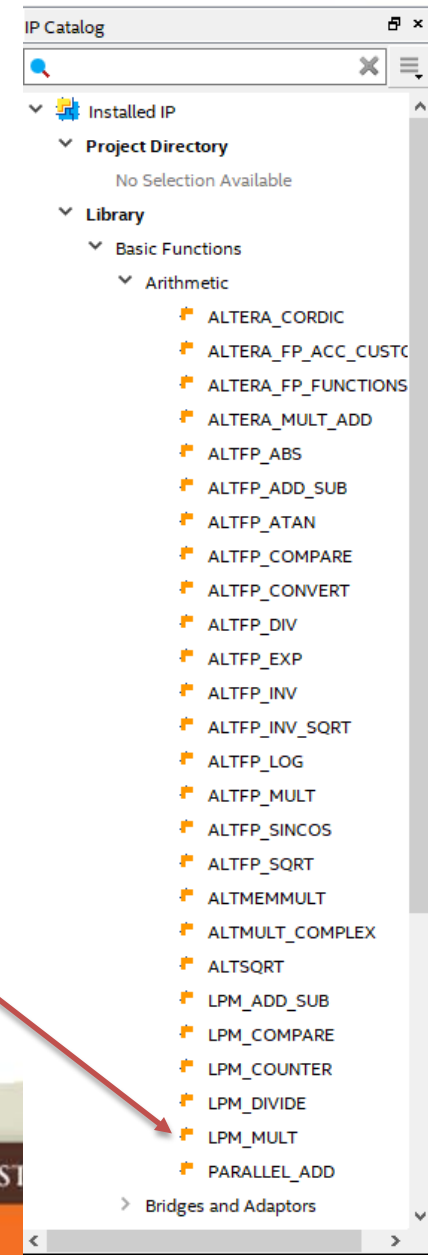 IP Catalog
Installed IP
Project Directory
No Selection Available
Library
Basic Functions
Arithmetic
ALTERA_CORDIC
ALTERA_FP_ACC_CUSTO
ALTERA_FP_FUNCTIONS
ALTERA_MULT_ADD
ALTFP_ABS
ALTFP_ADD_SUB
ALTFP_ATAN
ALTFP_COMPARE
ALTFP_CONVERT
ALTFP_DIV
ALTFP_EXP
ALTFP_INV
ALTFP_INV_SQRT
ALTFP_LOG
ALTFP_MULT
ALTFP_SINCOS
ALTFP_SQRT
ALTMEMMULT
ALTMULT_COMPLEX
ALTSQRT
LPM_ADD_SUB
LPM_COMPARE
LPM_COUNTER
LPM_DIVIDE
LPM_MULT
ST
PARALLEL_ADD
Bridges and Adaptors